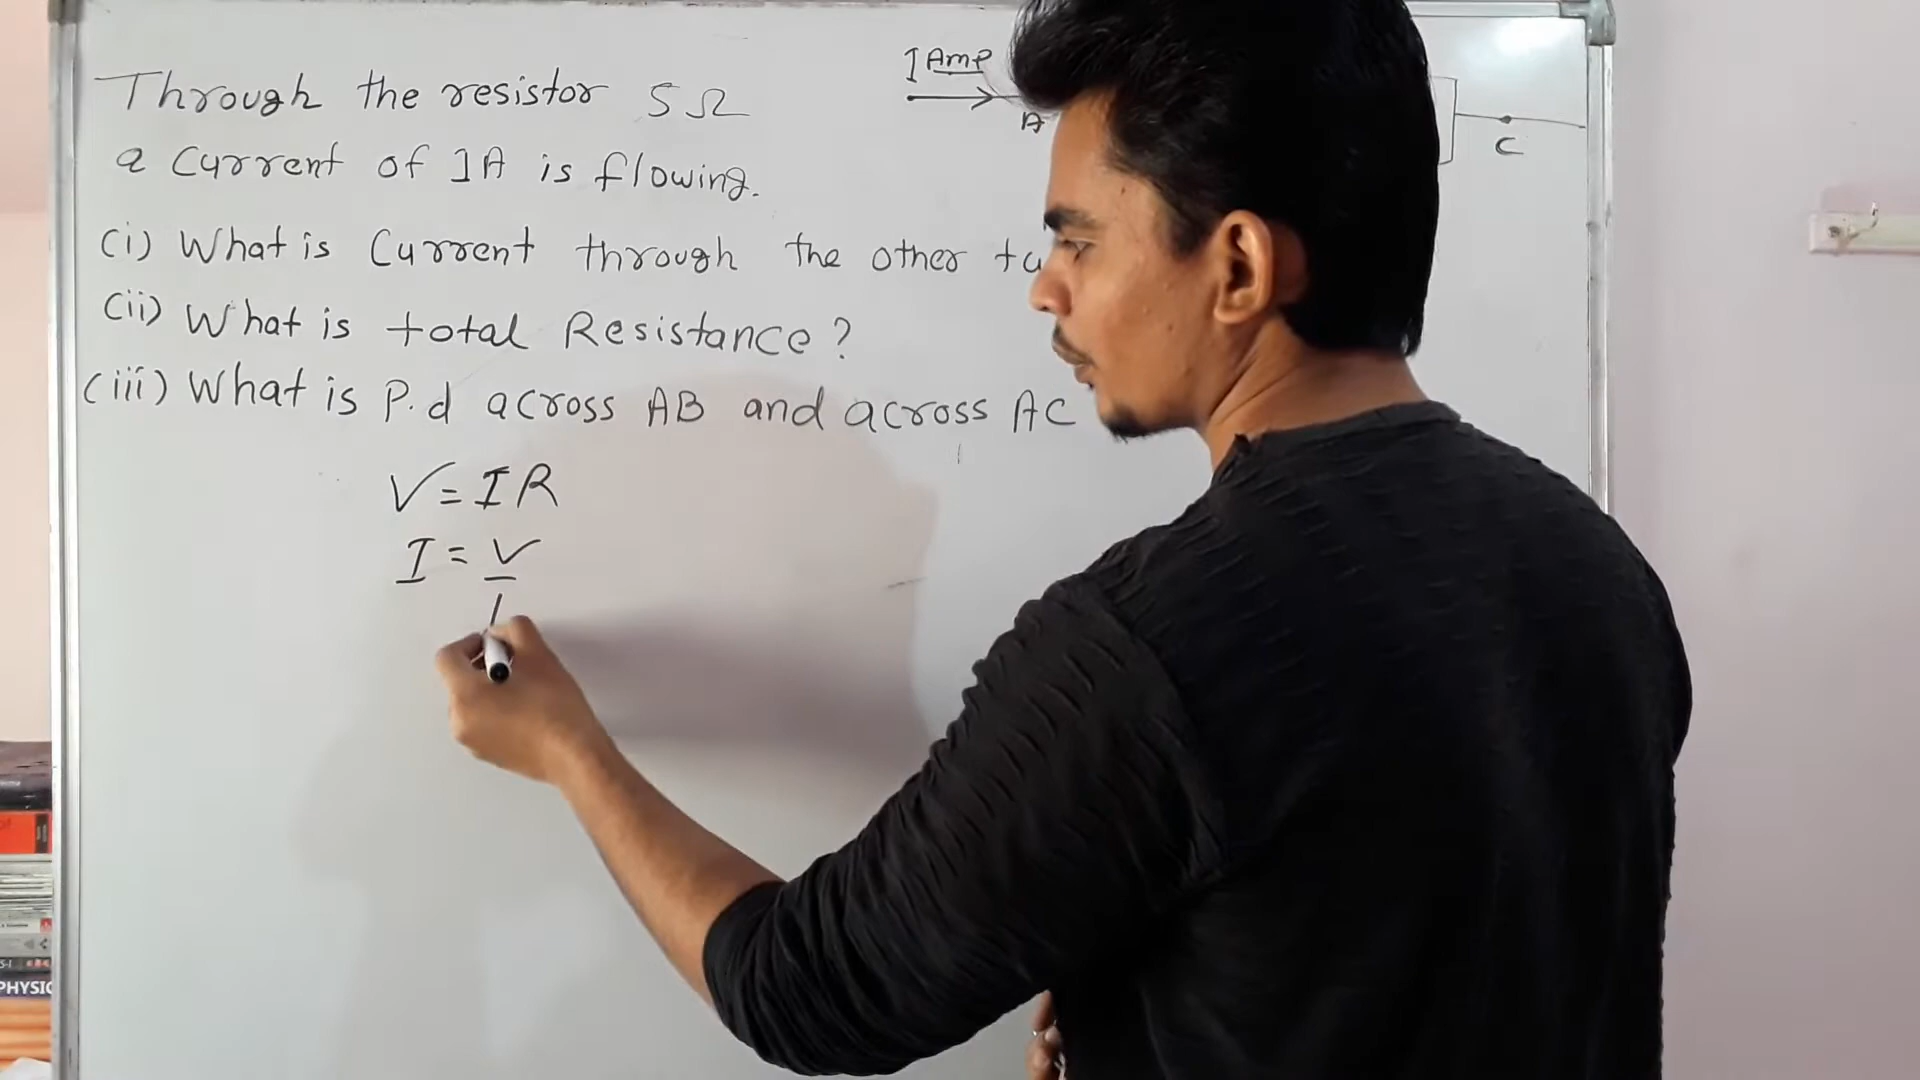 Through the resistor 5Ω
a Current of 1A is flowing.
(i) What is Current through the other
(ii) What is total Resistance?
(iii) What is P.d across AB and across AC
V=IR
I = V
1 Amp
A
C
PHYSIC